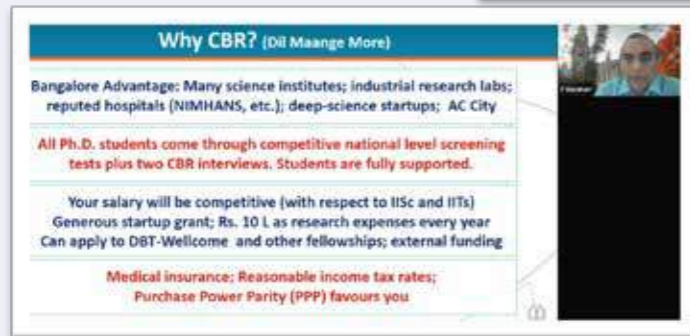 Why CBR? (Dil Maange More)
Bangalore Advantage: Many science institutes; industrial research labs;
reputed hospitals (NIMHANS, etc.); deep-science startups; AC City
All Ph.D. students come through competitive national level screening
tests plus two CBR interviews. Students are fully supported.
Your salary will be competitive (with respect to IISc and IITs)
Generous startup grant; Rs. 10 L as research expenses every year
Can apply to DBT-Wellcome and other fellowships; external funding
Medical insurance; Reasonable income tax rates;
Purchase Power Parity (PPP) favours you